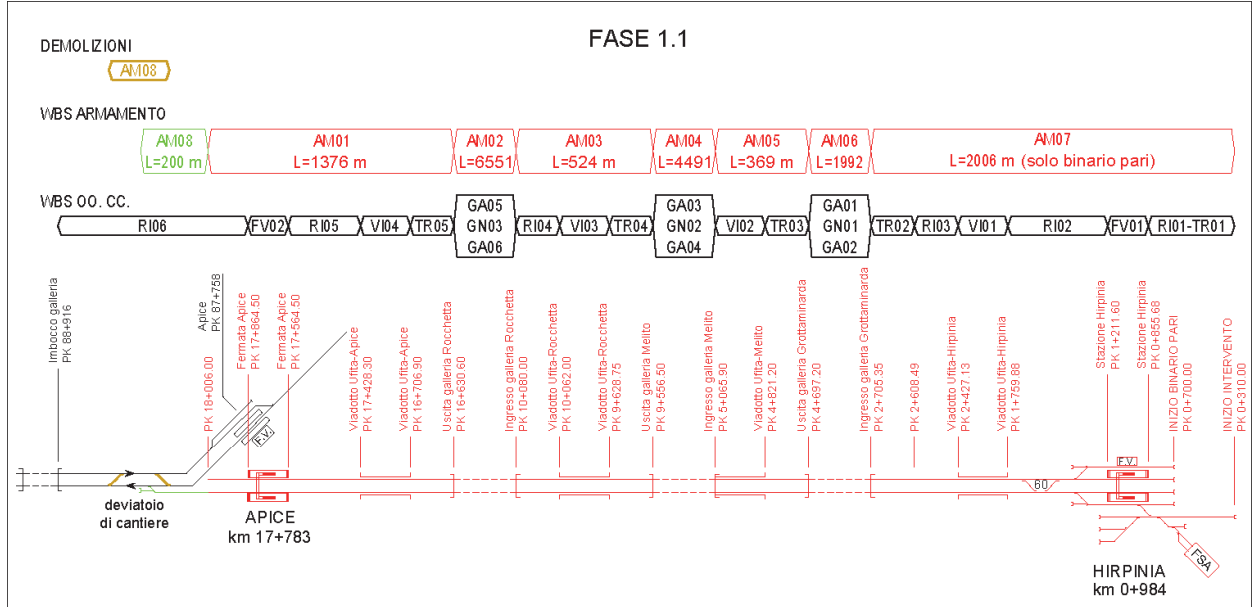 FASE 1.1
DEMOLIZIONI
AM08
WBS ARMAMENTO
AM08
L=200 m
AM01
L=1376 m
AM02
L=6551
AM03
L=524 m
AM04
L=4491
AM05
L=369 m
AM06
L=1992
AM07
L=2006 m (solo binario pari)
WBS OO. CC.
RI06
FV02
RI05
VI04
TR05
GA05
GN03
GA06
RI04
VI03
TR04
GA03
GN02
GA04
VI02
TR03
GA01
GN01
GA02
TR02
RI03
VI01
RI02
FV01
RI01-TR01
Imbocco galleria
PK 88+916
PK 18+006.00
Apice
PK 87+758
Fermata Apice
PK 17+864.50
Fermata Apice
PK 17+564.50
Viadotto Ufita-Apice
PK 17+428.30
Viadotto Ufita-Apice
PK 16+706.90
Uscita galleria Rocchetta
PK 16+630.60
Ingresso galleria Rocchetta
PK 10+080.00
Viadotto Ufita-Rocchetta
PK 10+062.00
Viadotto Ufita-Rocchetta
PK 9+628.75
Uscita galleria Melito
PK 9+556.50
Ingresso galleria Melito
PK 5+065.90
Viadotto Ufita-Melito
PK 4+821.20
Uscita galleria Grottaminarda
PK 4+697.20
Ingresso galleria Grottaminarda
PK 2+705.35
PK 2+608.49
Viadotto-Hirpinia
PK 2+427.13
Viadotto-Hirpinia
PK 1+759.88
Stazione Hirpinia
PK 1+211.60
Stazione Hirpinia
PK 0+855.68
INIZIO BINARIO PARI
PK 0+700.00
INIZIO INTERVENTO
PK 0+310.00
F.V.
F.V.
60
deviatoio
di cantiere
APICE
km 17+783
FSA
HIRPINIA
km 0+984